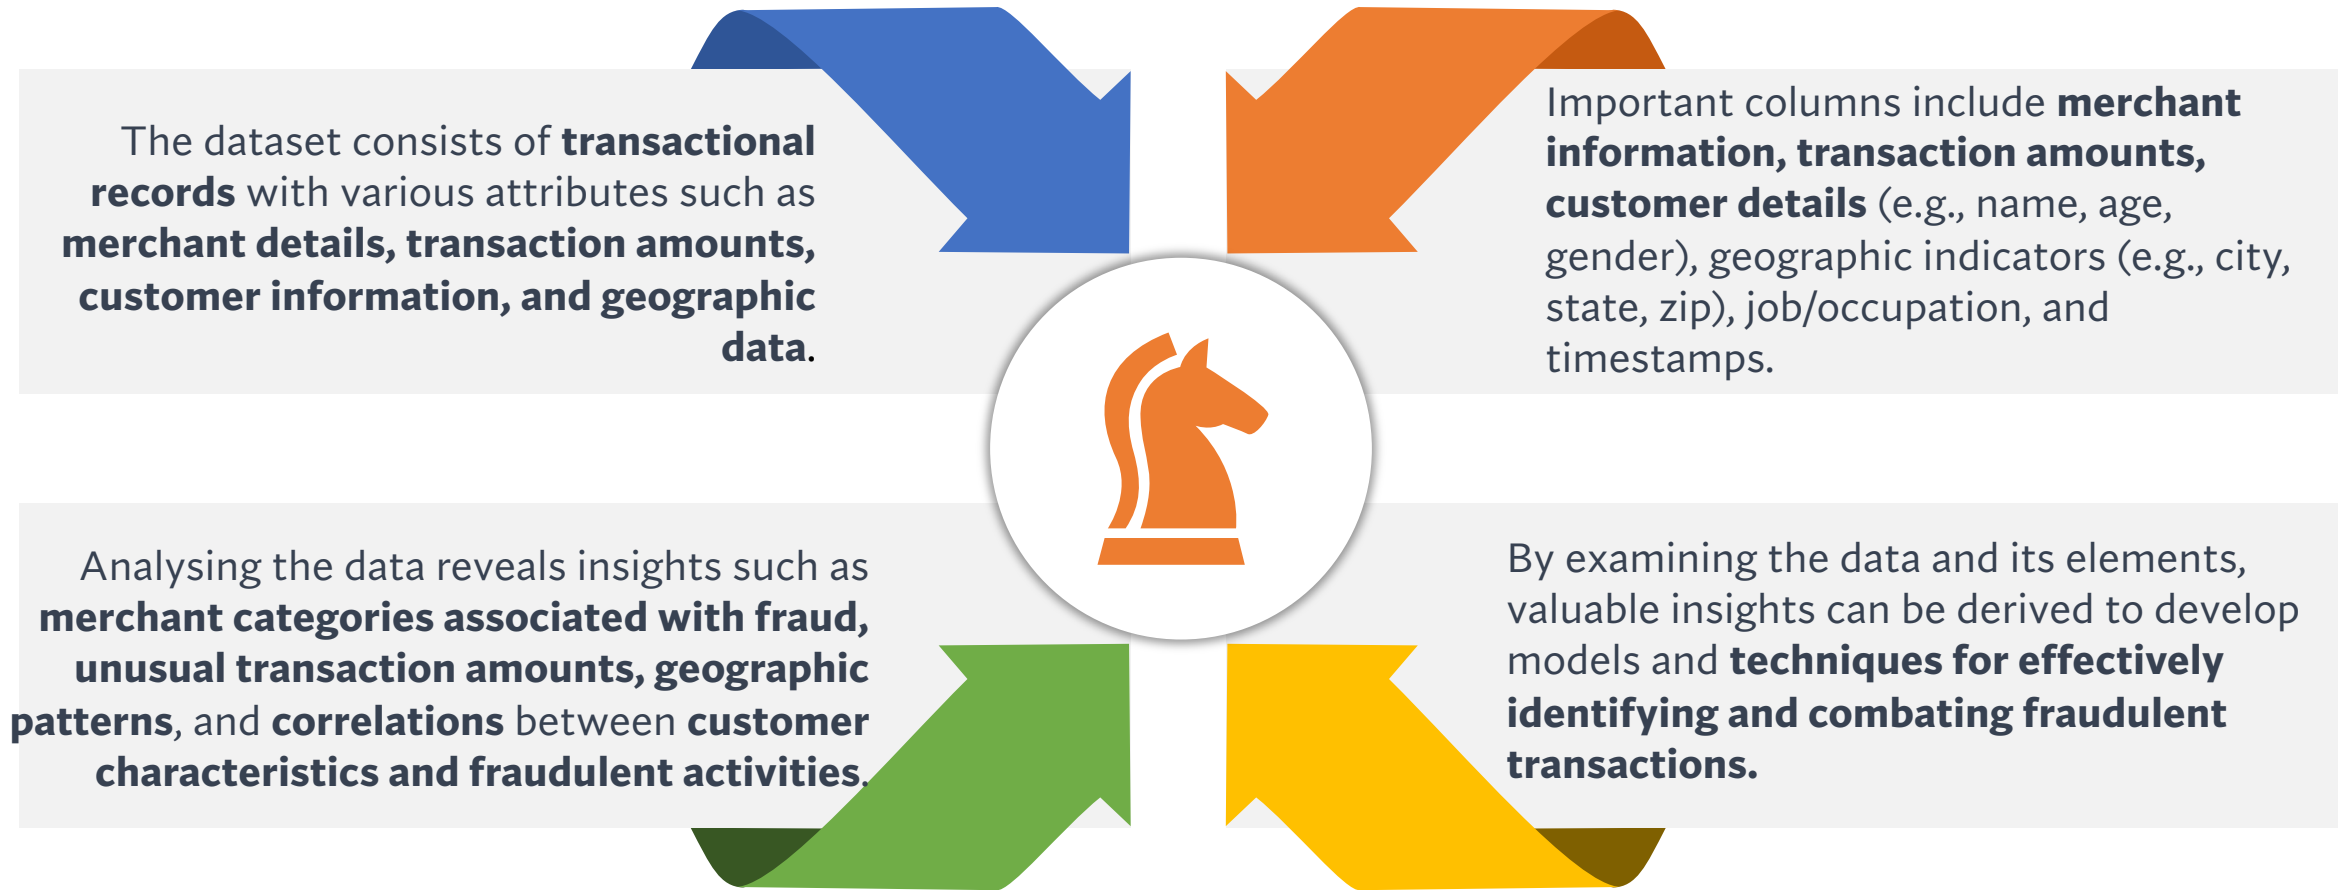 The dataset consists of transactional
records with various attributes such as
merchant details, transaction amounts,
customer information, and geographic
data.
Important columns include merchant
information, transaction amounts,
customer details (e.g., name, age,
gender), geographic indicators (e.g., city,
state, zip), job/occupation, and
timestamps.
Analysing the data reveals insights such as
merchant categories associated with fraud,
unusual transaction amounts, geographic
patterns, and correlations between customer
characteristics and fraudulent activities.
By examining the data and its elements,
valuable insights can be derived to develop
models and techniques for effectively
identifying and combating fraudulent
transactions.